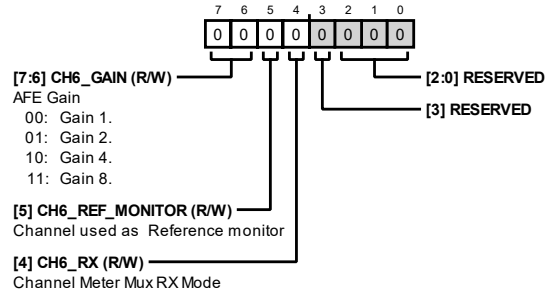 7 6 5 4 3 2 1 0
0 0 0 0 0 0 0 0
[7:6] CH6_GAIN (R/W)
[2:0] RESERVED
AFE Gain
[3] RESERVED
00: Gain 1.
01: Gain 2.
10: Gain 4.
11: Gain 8.
[5] CH6_REF_MONITOR (R/W)
Channel used as Reference monitor
[4] CH6_RX (R/W)
Channel Meter Mux RX Mode